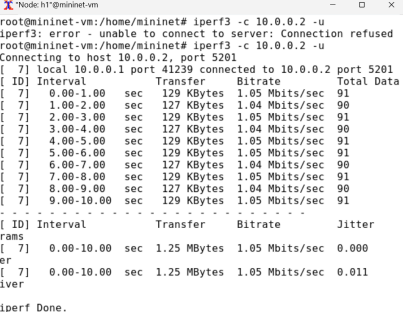 "Node: h1"@mininet-vm
root@mininet-vm:/home/mininet# iperf3 -c 10.0.0.2 -u
iperf3: error - unable to connect to server: Connection refused
root@mininet-vm:/home/mininet# iperf3 -c 10.0.0.2 -u
Connecting to host 10.0.0.2, port 5201
[  7] local 10.0.0.1 port 41239 connected to 10.0.0.2 port 5201
[ ID] Interval           Transfer     Bitrate         Total Data
[  7]   0.00-1.00   sec   129 KBytes  1.05 Mbits/sec  91
[  7]   1.00-2.00   sec   127 KBytes  1.04 Mbits/sec  90
[  7]   2.00-3.00   sec   129 KBytes  1.05 Mbits/sec  91
[  7]   3.00-4.00   sec   127 KBytes  1.04 Mbits/sec  90
[  7]   4.00-5.00   sec   129 KBytes  1.05 Mbits/sec  91
[  7]   5.00-6.00   sec   129 KBytes  1.05 Mbits/sec  91
[  7]   6.00-7.00   sec   127 KBytes  1.04 Mbits/sec  90
[  7]   7.00-8.00   sec   129 KBytes  1.05 Mbits/sec  91
[  7]   8.00-9.00   sec   127 KBytes  1.04 Mbits/sec  90
[  7]   9.00-10.00  sec   129 KBytes  1.05 Mbits/sec  91
- - - - - - - - - - - - - - - - - - - - - - - - -
[ ID] Interval           Transfer     Bitrate         Jitter
rams
[  7]   0.00-10.00  sec  1.25 MBytes  1.05 Mbits/sec  0.000
er
[  7]   0.00-10.00  sec  1.25 MBytes  1.05 Mbits/sec  0.011
iver
iperf Done.